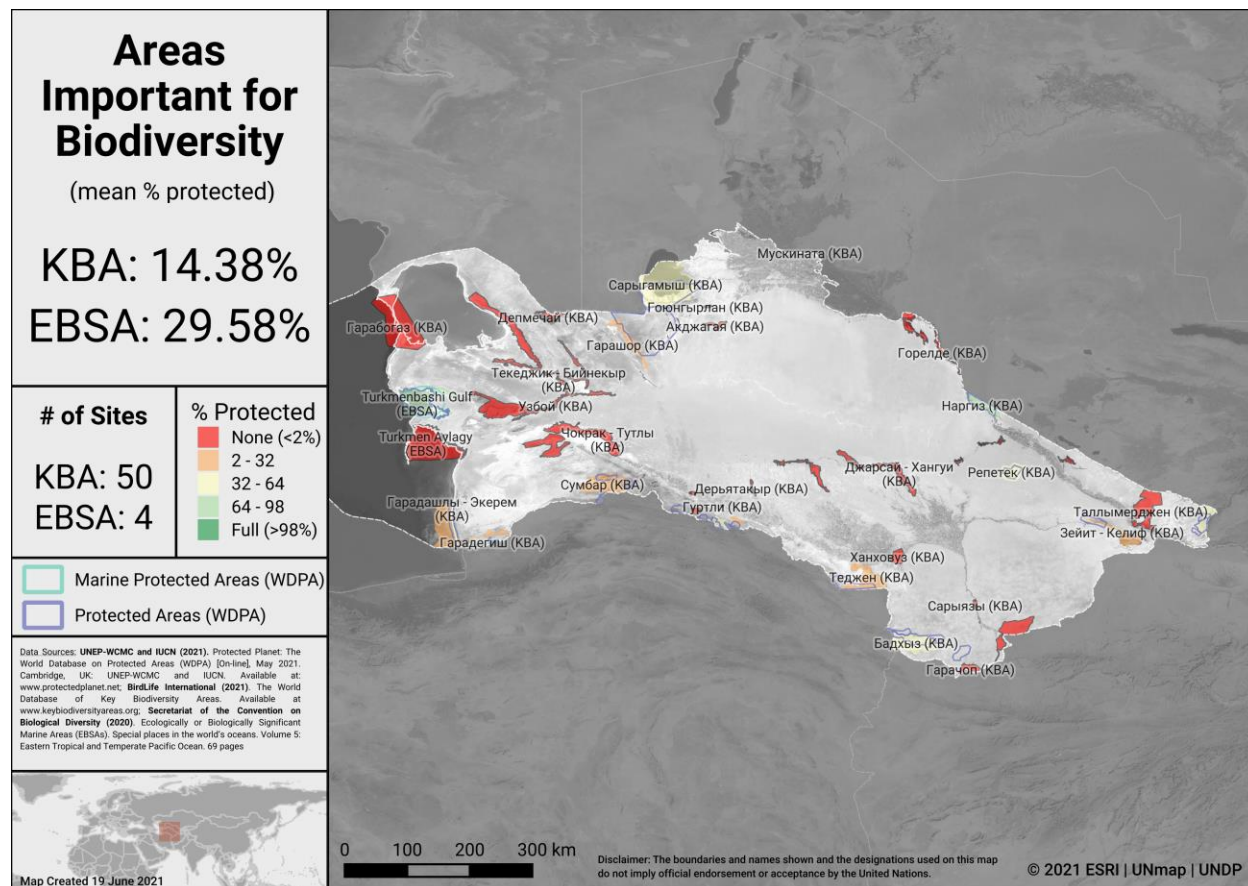 Areas
Important for
Biodiversity
(mean % protected)
KBA: 14.38%
EBSA: 29.58%
# of Sites
KBA: 50
EBSA: 4
% Protected
None (<2%)
2 - 32
32 - 64
64 - 98
Full (>98%)
Marine Protected Areas (WDPA)
Protected Areas (WDPA)
Data Sources: UNEP-WCMC and IUCN (2021). Protected Planet: The
World Database on Protected Areas (WDPA) [On-line], May 2021.
Cambridge, UK: UNEP-WCMC and IUCN. Available at:
www.protectedplanet.net; BirdLife International (2021). The World
Database of Key Biodiversity Areas. Available at
www.keybiodiversityareas.org; Secretariat of the Convention on
Biological Diversity (2020). Ecologically or Biologically Significant
Marine Areas (EBSAs). Special places in the world's oceans. Volume 5:
Eastern Tropical and Temperate Pacific Ocean. 69 pages
Map Created 19 June 2021
Мускината (KBA)
Сарыгамыш (KBA)
Гоюнгырлан (KBA)
Депмечай (KBA)
Акджагая (KBA)
Гарабогаз (KBA)
Гарашор (KBA)
Горелде (KBA)
Текеджик - Бийнекыр
(KBA)
Turkmenbashi Gulf
(EBSA)
Узбой (KBA)
Наргиз (KBA)
Turkmen Aylagy
(EBSA)
Чокрак - Тутлы
(KBA)
Джарсай - Хангуи
(KBA)
Репетек (KBA)
Сумбар (KBA)
Дерьятакыр (KBA)
Гарадашлы - Экерем
(KBA)
Гуртли (KBA)
Таллымерджен (KBA)
Зейит - Келиф (KBA)
Гарадегиш (KBA)
Ханховуз (KBA)
Теджен (KBA)
Сарыязы (KBA)
Бадхыз (KBA)
Гарачоп (KBA)
0 100 200 300 km
Disclaimer: The boundaries and names shown and the designations used on this map
do not imply official endorsement or acceptance by the United Nations.
© 2021 ESRI | UNmap | UNDP